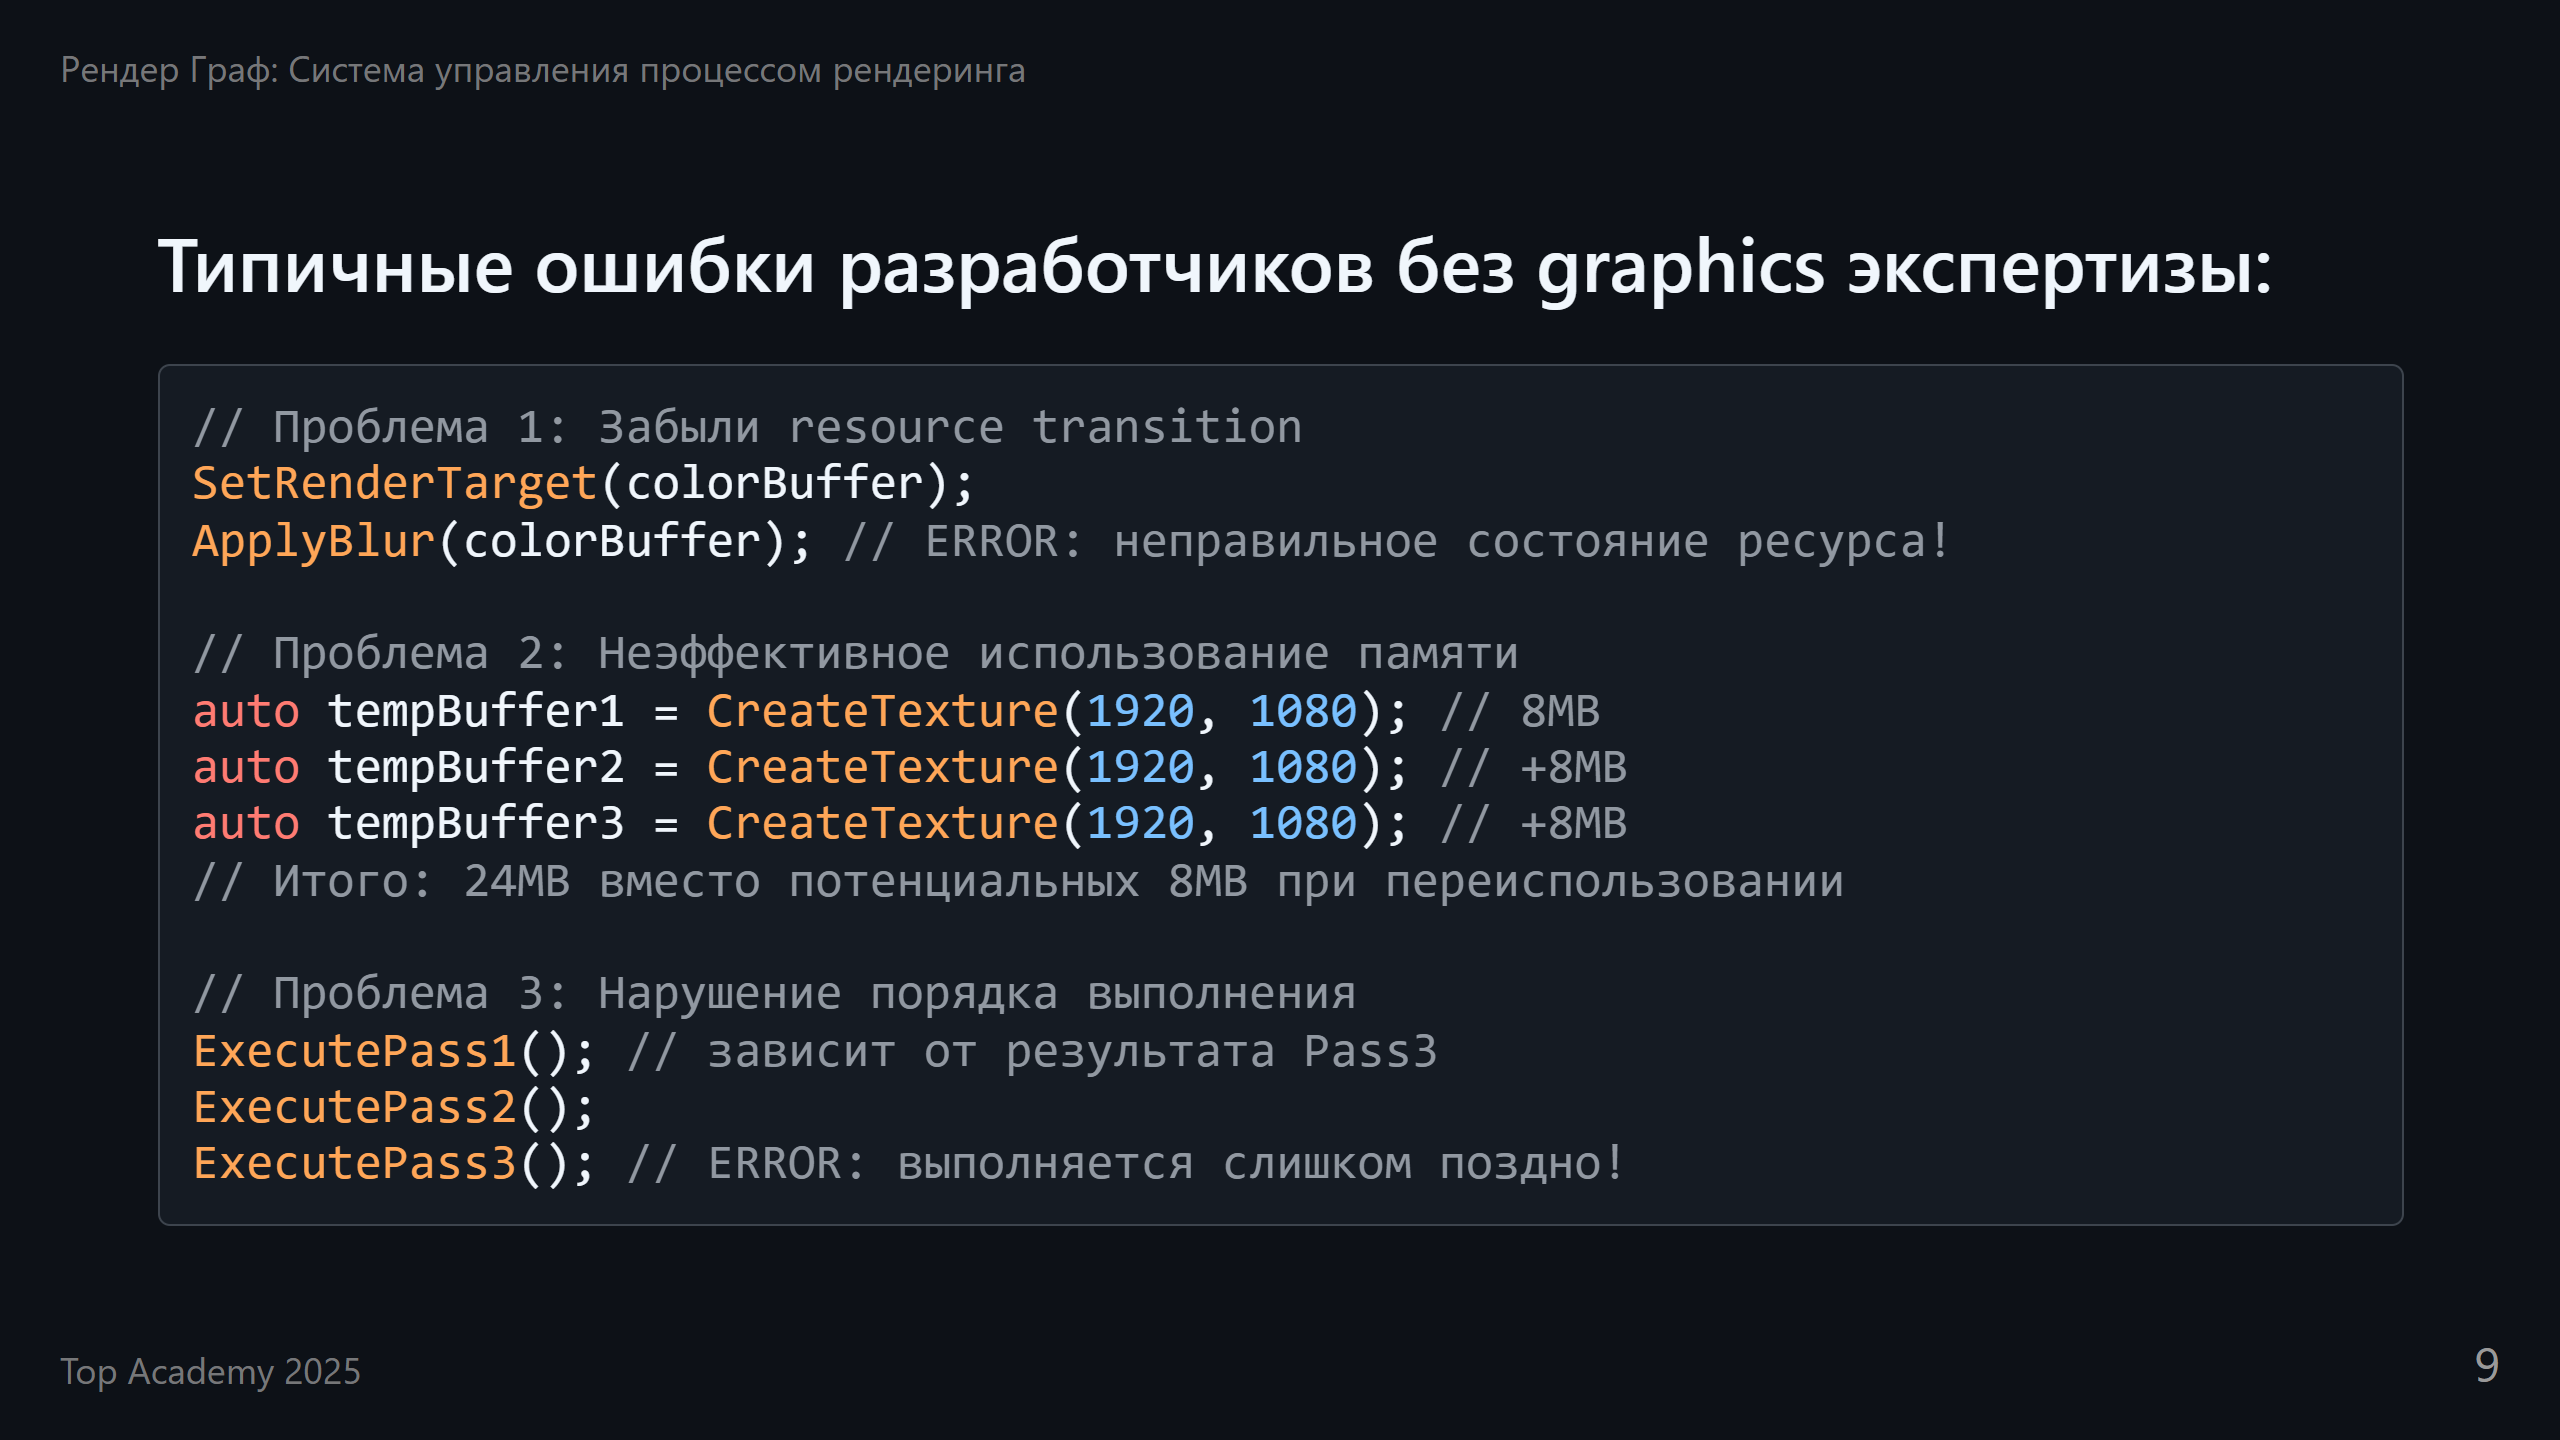 Рендер Граф: Система управления процессом рендеринга
Типичные ошибки разработчиков без graphics экспертизы:
// Проблема 1: Забыли resource transition
SetRenderTarget(colorBuffer);
ApplyBlur(colorBuffer); // ERROR: неправильное состояние ресурса!
// Проблема 2: Неэффективное использование памяти
auto tempBuffer1 = CreateTexture(1920, 1080); // 8MB
auto tempBuffer2 = CreateTexture(1920, 1080); // +8MB
auto tempBuffer3 = CreateTexture(1920, 1080); // +8MB
// Итого: 24MB вместо потенциальных 8MB при переиспользовании
// Проблема 3: Нарушение порядка выполнения
ExecutePass1(); // зависит от результата Pass3
ExecutePass2();
ExecutePass3(); // ERROR: выполняется слишком поздно!
Top Academy 2025
9